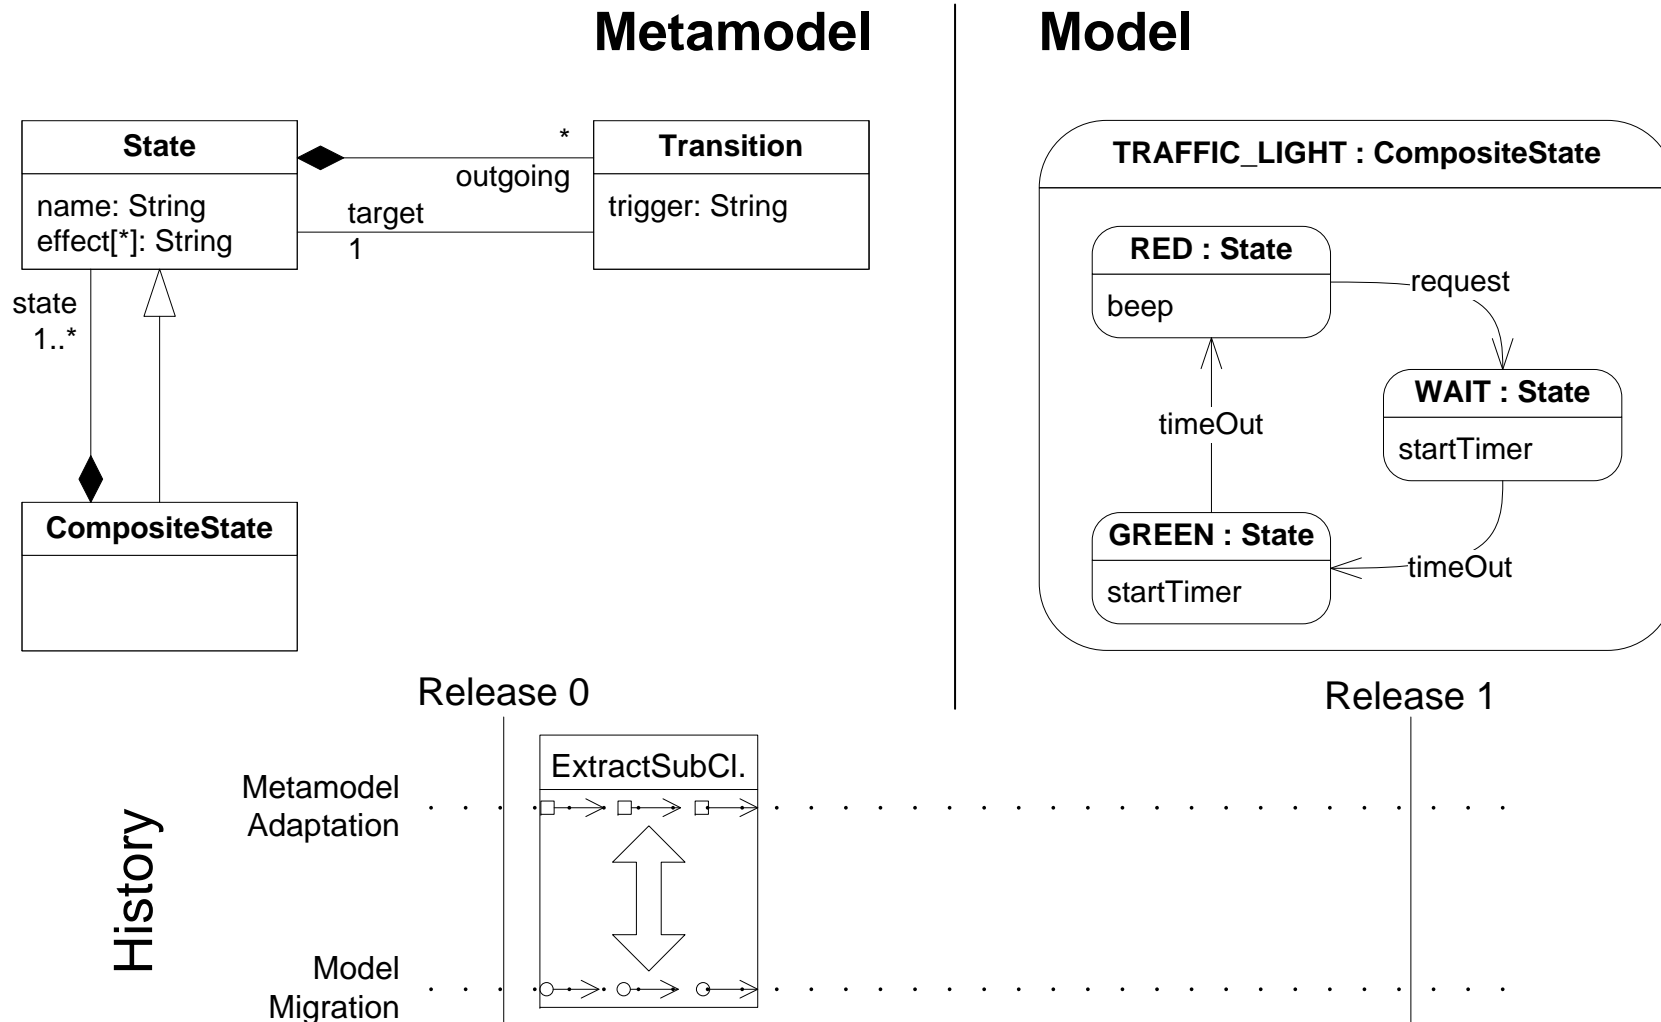 Metamodel
Model
State
name: String
effect[*]: String
*
outgoing
target
1
Transition
trigger: String
state
1..*
CompositeState
TRAFFIC_LIGHT : CompositeState
RED : State
beep
request
WAIT : State
startTimer
timeOut
GREEN : State
startTimer
timeOut
Release 0
Release 1
ExtractSubCl.
Metamodel
Adaptation
History
Model
Migration